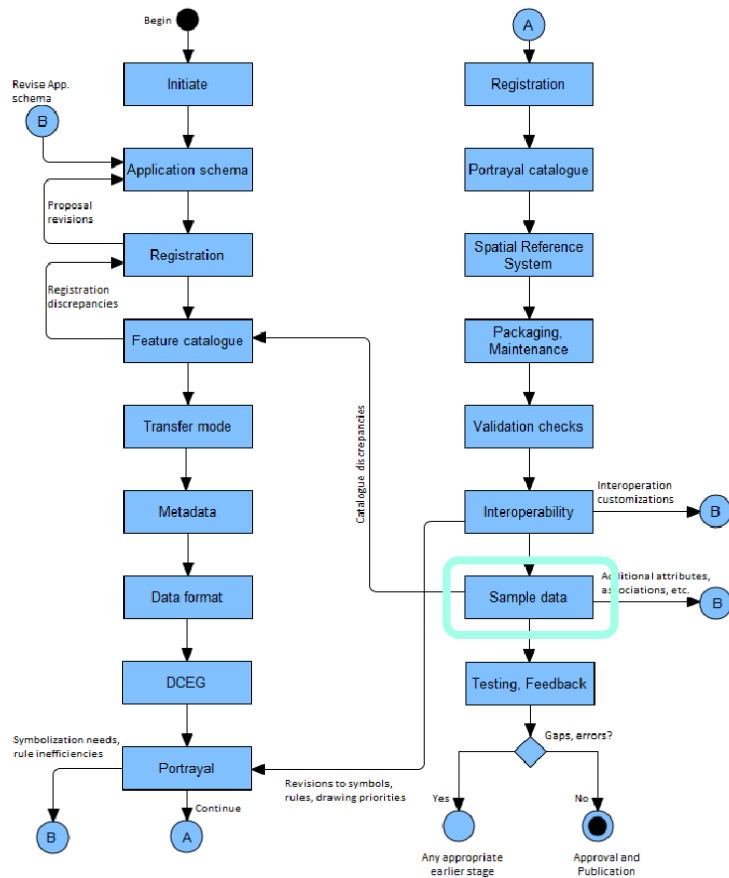 Begin
Initiate
Revise App.
schema
B
Application schema
Proposal
revisions
Registration
Registration
discrepancies
Feature catalogue
Transfer mode
Metadata
Data format
DCEG
Symbolization needs,
rule inefficiencies
Portrayal
B
Continue
A
A
Registration
Portrayal catalogue
Spatial Reference
System
Packaging,
Maintenance
Validation checks
Interoperability
Interoperation
customizations
B
Catalogue discrepancies
Sample data
Additional attributes,
associations, etc.
B
Testing, Feedback
Gaps, errors?
Revisions to symbols,
rules, drawing priorities
Yes
No
Any appropriate
earlier stage
Approval and
Publication